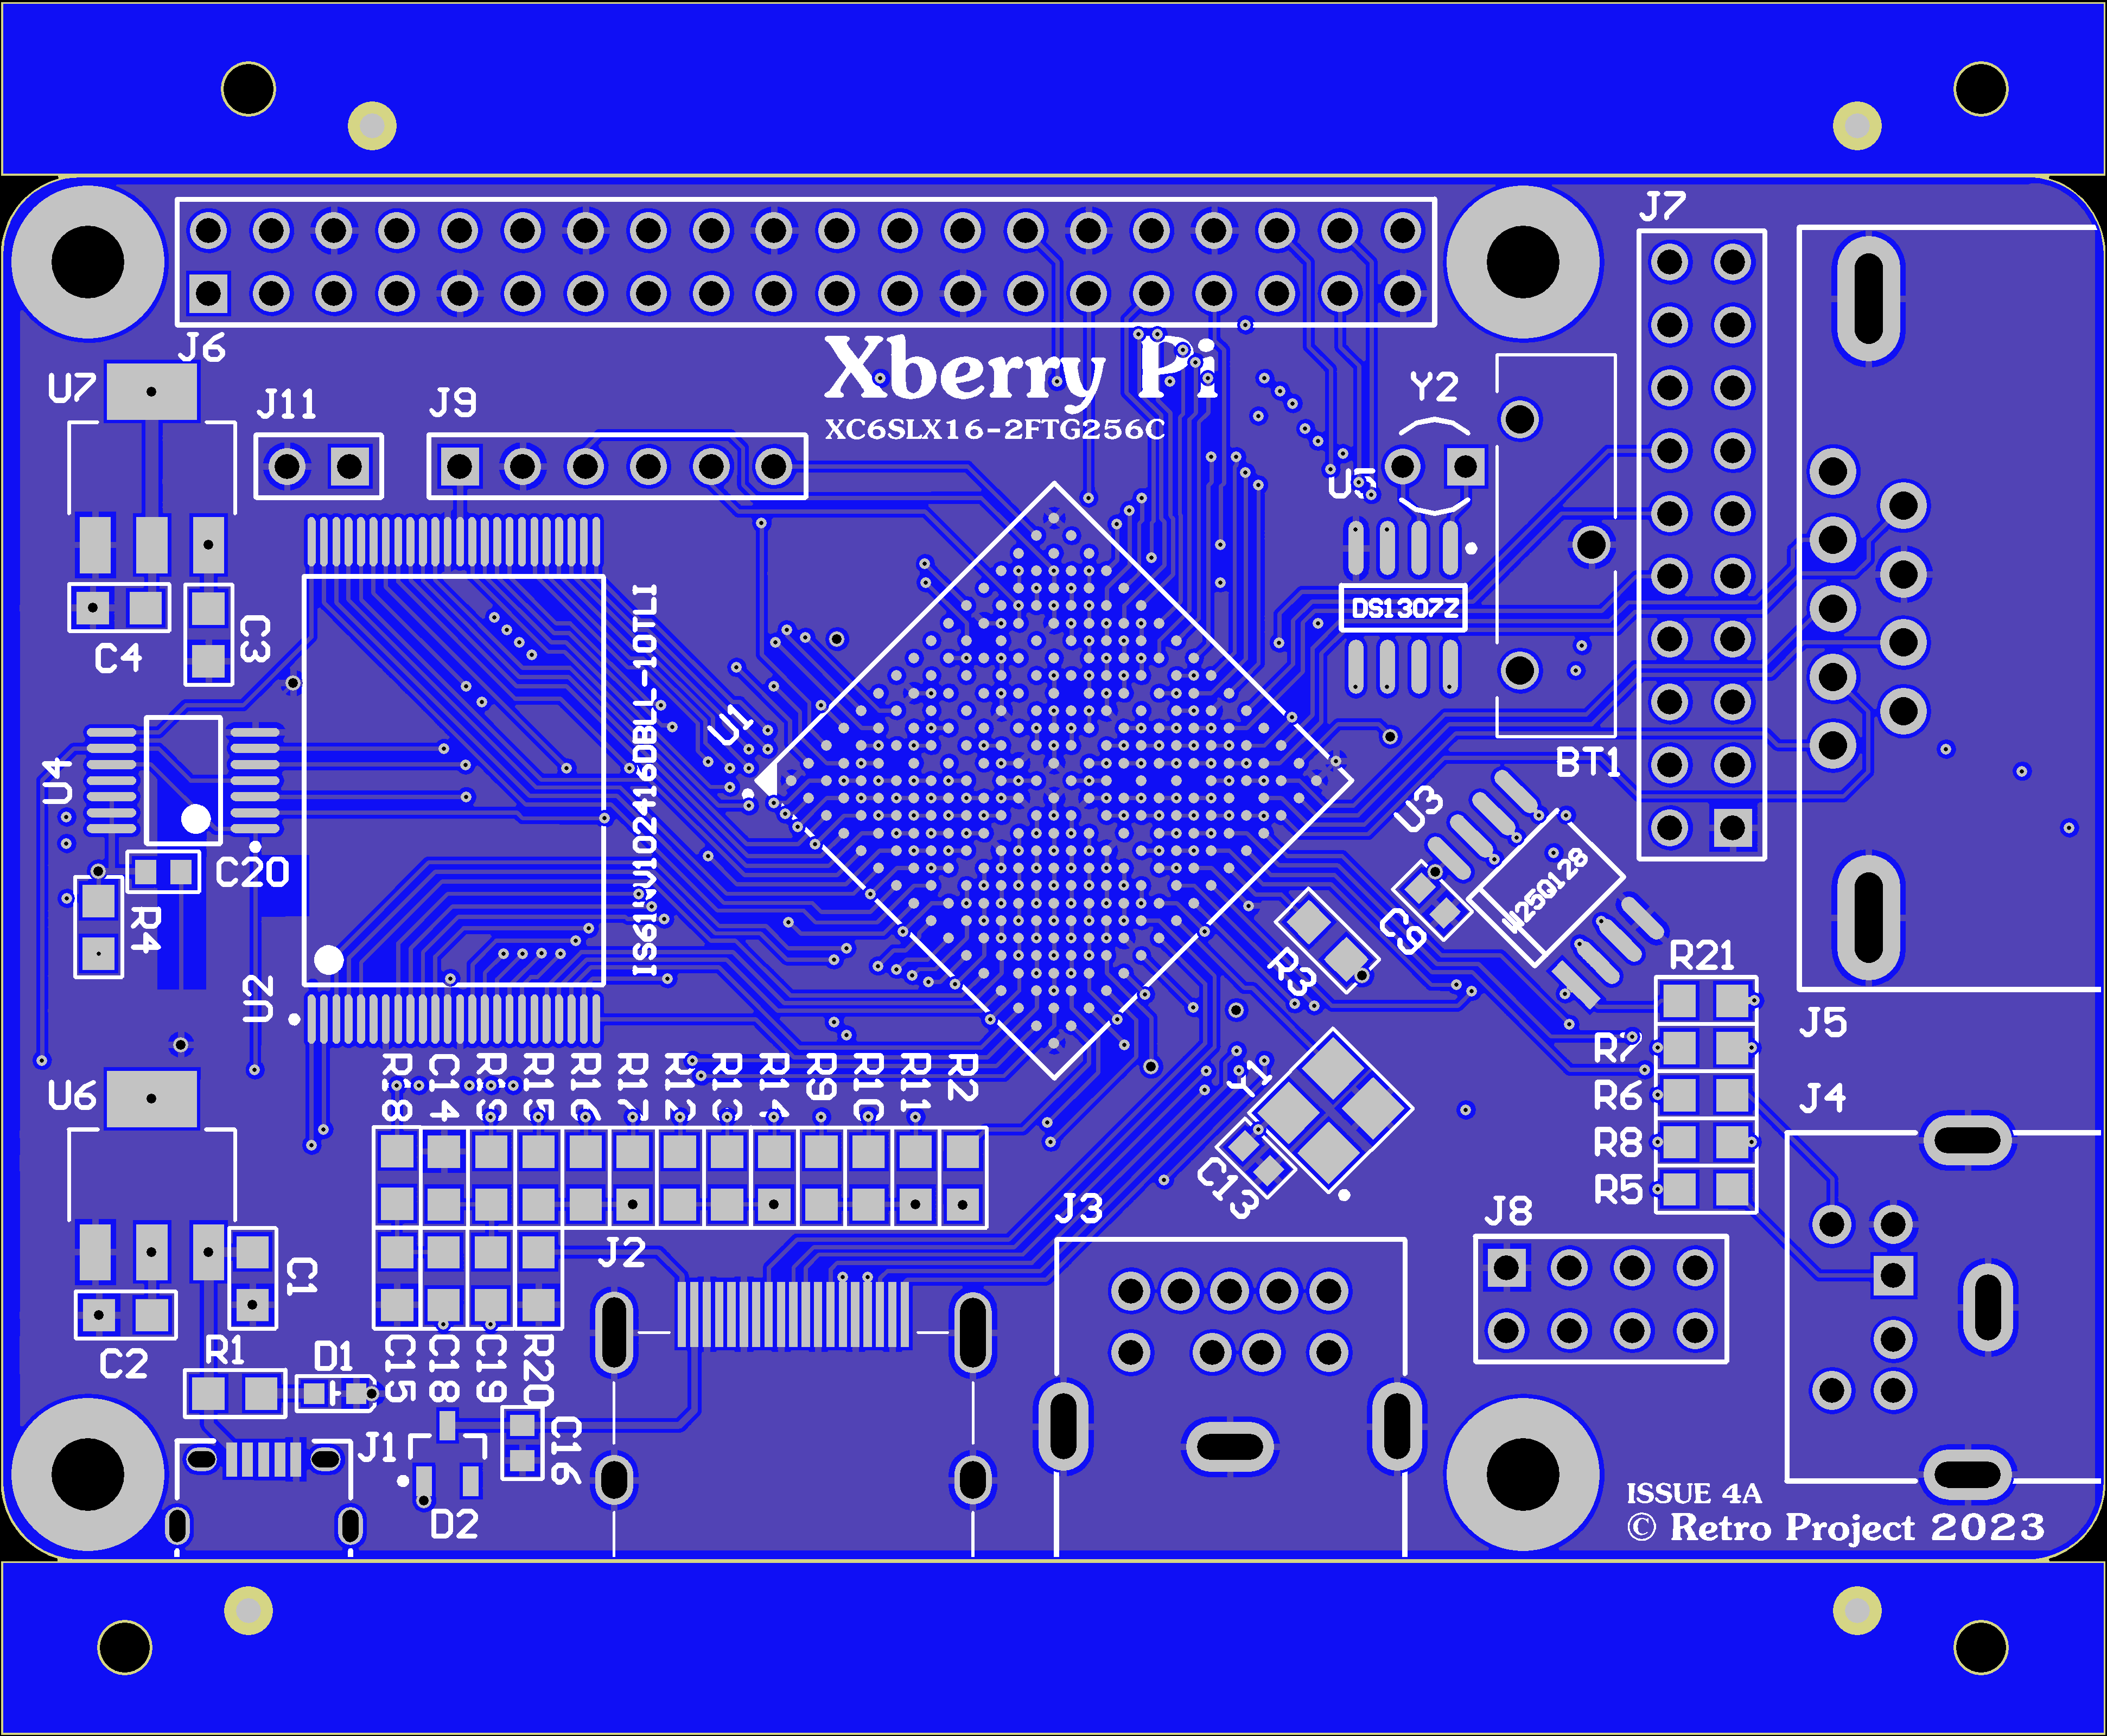 J7
J6
U7
J11
J9
Xberry Pi
XC6SLX16-2FTG256C
Y2
U5
DS1307Z
C4
C3
IS61WV102416DBLL-10TLI
U1
BT1
U4
U3
W25Q128
C20
R4
C9
R3
U2
R21
J5
R7
R6
R8
R5
J4
U6
R18
C14
R19
R15
R16
R17
R12
R13
R14
R9
R10
R11
R2
Y1
C13
J3
J8
J2
C1
C2
R1
D1
C15
C18
C19
R20
C16
J1
D2
ISSUE 4A
© Retro Project 2023